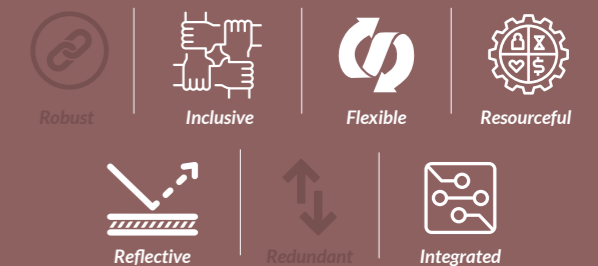 Robust
Inclusive
Flexible
Resourceful
Reflective
Redundant
Integrated